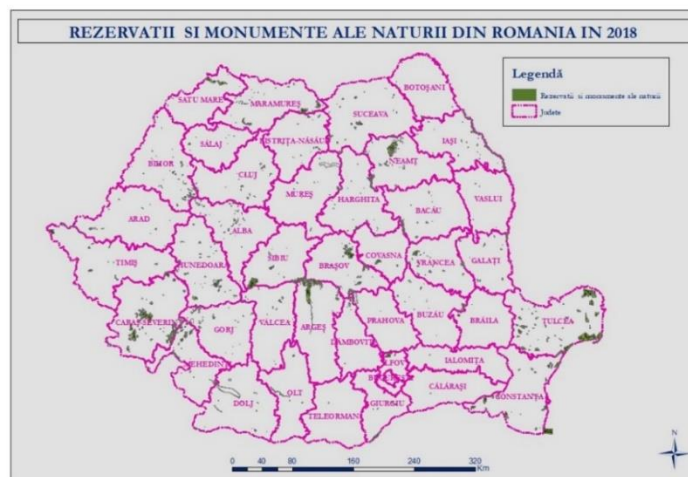 REZERVATII SI MONUMENTE ALE NATURII DIN ROMANIA IN 2018
Legendă
Rezervatii si monumente ale naturii
Judete
BOTOȘANI
SATU MARE
MARAMUREȘ
SUCEAVA
SĂLAJ
BISTRIȚA-NĂSĂUD
IAȘI
NEAMȚ
BIHOR
CLUJ
MUREȘ
HARGHITA
BACĂU
VASLUI
ARAD
ALBA
TIMIȘ
HUNEDOARA
SIBIU
BRAȘOV
COVASNA
VRANCEA
GALAȚI
CARAȘ-SEVERIN
GORJ
VÂLCEA
ARGEȘ
DÂMBOVIȚA
PRAHOVA
BUZĂU
BRĂILA
TULCEA
MEHEDINȚI
ILFOV
IALOMIȚA
DOLJ
OLT
TELEORMAN
GIURGIU
CĂLĂRAȘI
CONSTANȚA
N
0 40 80 160 240 320
Km